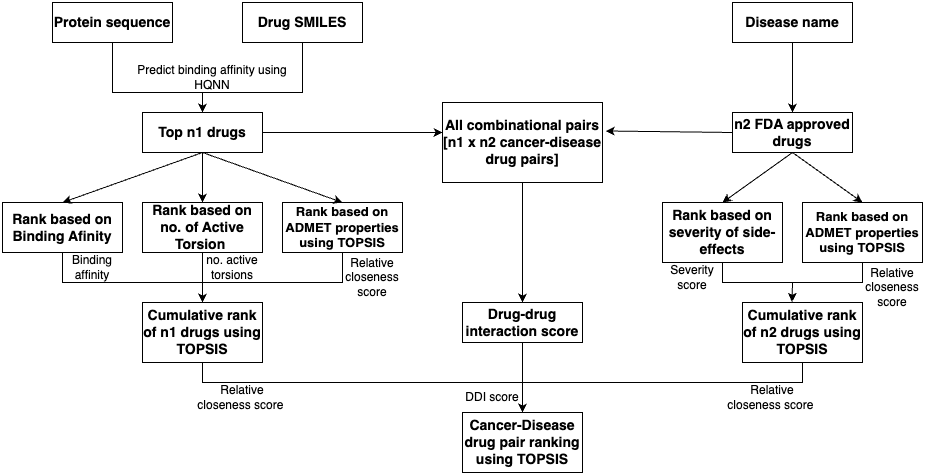 Protein sequence
Drug SMILES
Disease name
Predict binding affinity using
HQNN
Top n1 drugs
All combinational pairs
[n1 x n2 cancer-disease
drug pairs]
n2 FDA approved
drugs
Rank based on
Binding Afinity
Rank based on
no. of Active
Torsion
Rank based on
ADMET properties
using TOPSIS
Rank based on
severity of side-
effects
Rank based on
ADMET properties
using TOPSIS
Binding
affinity
no. active
torsions
Relative
closeness
score
Severity
score
Relative
closeness
score
Cumulative rank
of n1 drugs using
TOPSIS
Drug-drug
interaction score
Cumulative rank
of n2 drugs using
TOPSIS
Relative
closeness score
DDI score
Relative
closeness score
Cancer-Disease
drug pair ranking
using TOPSIS